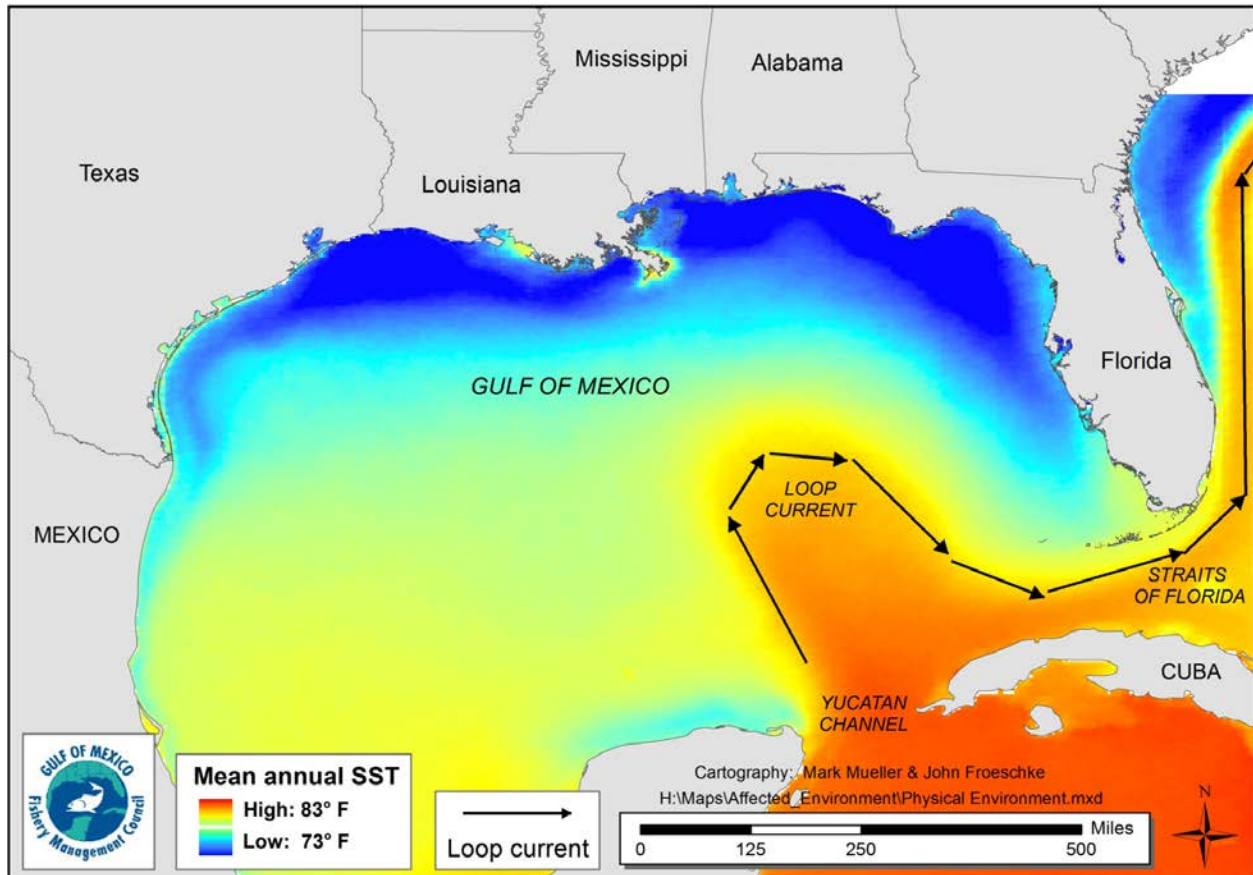 Mississippi
Alabama
Texas
Louisiana
GULF OF MEXICO
Florida
MEXICO
LOOP
CURRENT
STRAITS
OF FLORIDA
CUBA
YUCATAN
CHANNEL
GULF OF MEXICO
Fishery Management Council
Mean annual SST
High: 83° F
Low: 73° F
Loop current
Cartography: Mark Mueller & John Froeschke
H:\Maps\Affected_Environment\Physical Environment.mxd
Miles
0 125 250 500
N